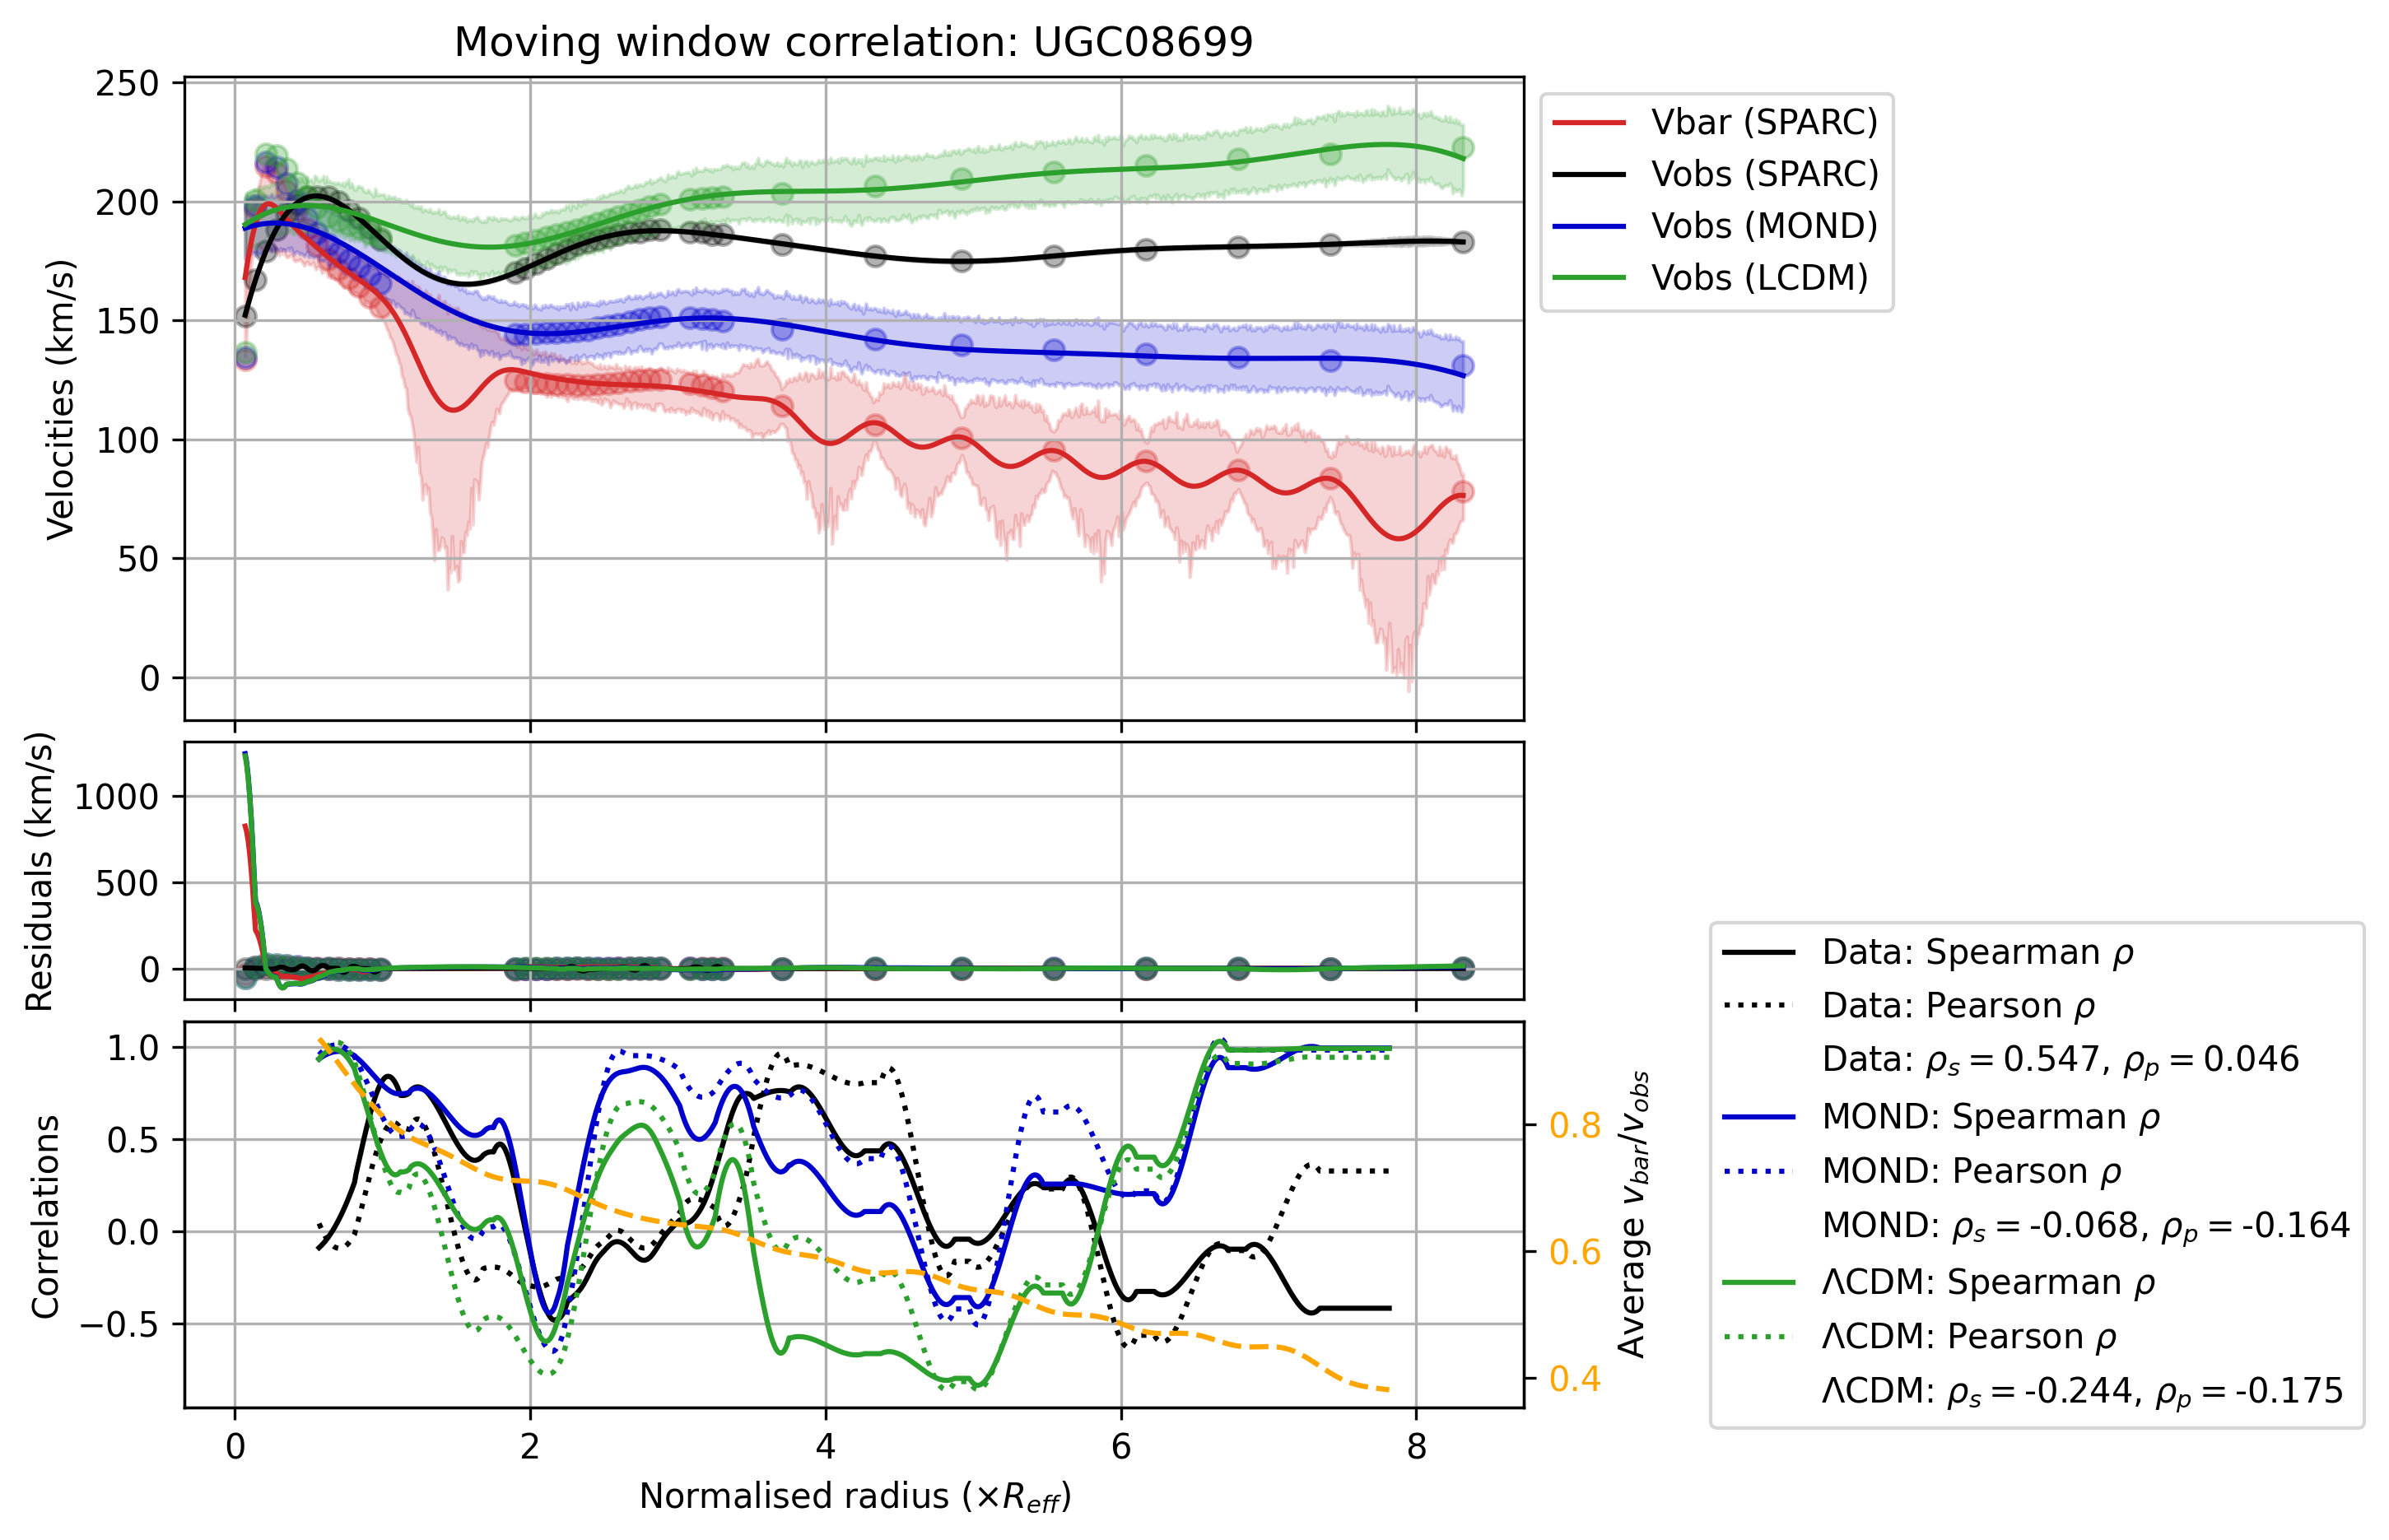 Moving window correlation: UGC08699
250
200
150
100
50
0
Velocities (km/s)
Vbar (SPARC)
Vobs (SPARC)
Vobs (MOND)
Vobs (LCDM)
1000
500
0
Residuals (km/s)
1.0
0.5
0.0
−0.5
Correlations
0.8
0.6
0.4
Average v_bar/v_obs
0
2
4
6
8
Normalised radius (×R_eff)
Data: Spearman ρ
Data: Pearson ρ
Data: ρ_s = 0.547, ρ_p = 0.046
MOND: Spearman ρ
MOND: Pearson ρ
MOND: ρ_s = -0.068, ρ_p = -0.164
ΛCDM: Spearman ρ
ΛCDM: Pearson ρ
ΛCDM: ρ_s = -0.244, ρ_p = -0.175